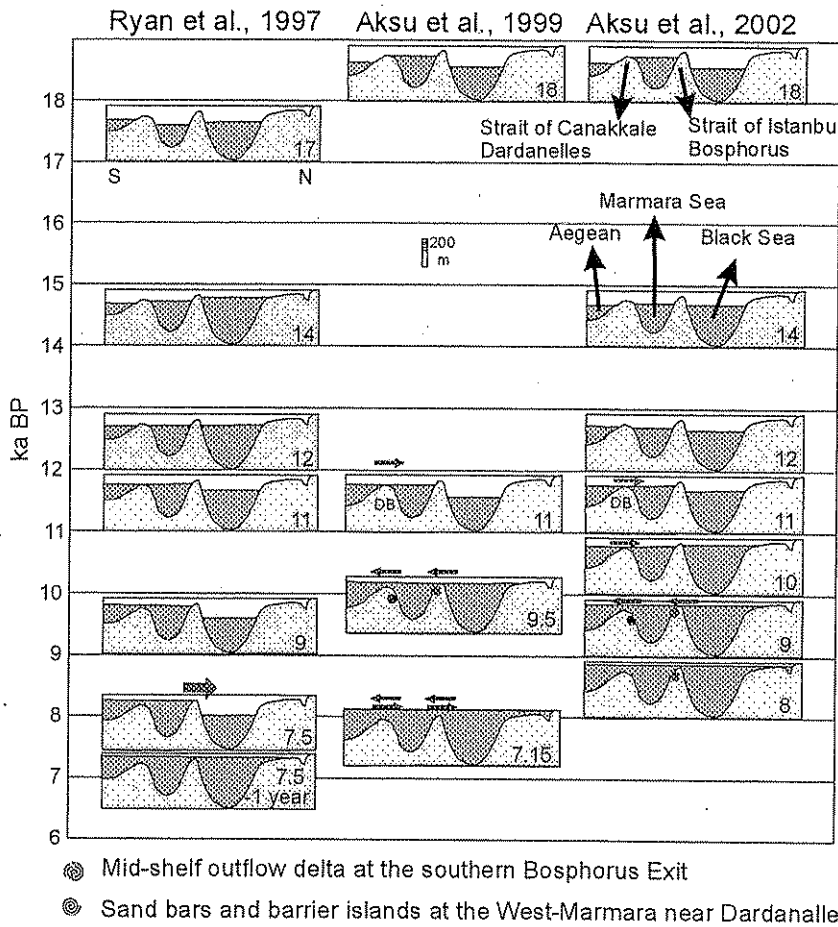 Ryan et al., 1997
Aksu et al., 1999
Aksu et al., 2002
18
18
18
17
17
S
N
Strait of Canakkale
Dardanelles
Strait of Istanbu
Bosphorus
16
Marmara Sea
Aegean
Black Sea
200
m
15
14
14
14
13
ka BP
12
12
12
11
11
DB
11
DB
11
10
10
9.5
9
9
9
8
8
7.5
7.15
7
7.5
-1 year
6
Mid-shelf outflow delta at the southern Bosphorus Exit
Sand bars and barrier islands at the West-Marmara near Dardanalle